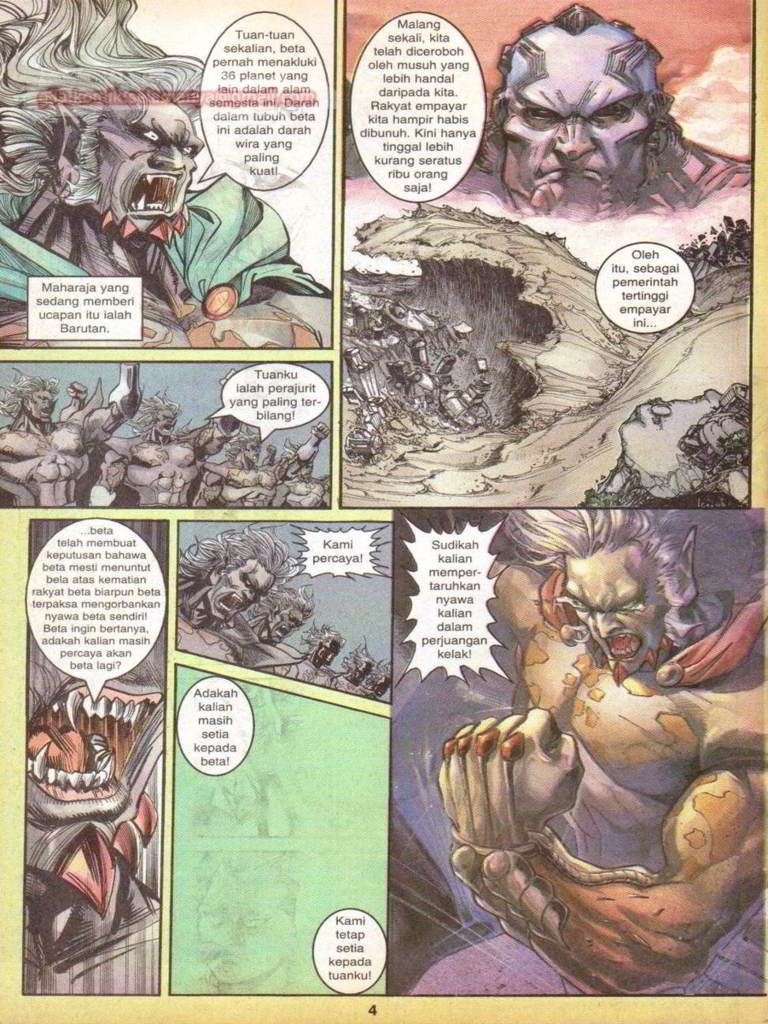 Tuan-tuan
sekalian, beta
pernah menakluki
36 planet yang
lain dalam alam
semesta ini. Darah
dalam tubuh beta
ini adalah darah
wira yang
paling
kuat!
Maharaja yang
sedang memberi
ucapan itu ialah
Barutan.
Malang
sekali, kita
telah diceroboh
oleh musuh yang
lebih handal
daripada kita.
Rakyat empayar
kita hampir habis
dibunuh. Kini hanya
tinggal lebih
kurang seratus
ribu orang
saja!
Oleh
itu, sebagai
pemerintah
tertinggi
empayar
ini...
Tuanku
ialah perajurit
yang paling ter-
bilang!
...beta
telah membuat
keputusan bahawa
beta mesti menuntut
bela atas kematian
rakyat beta biarpun beta
terpaksa mengorbankan
nyawa beta sendiri!
Beta ingin bertanya,
adakah kalian masih
percaya akan
beta lagi?
Kami
percaya!
Adakah
kalian
masih
setia
kepada
beta!
Kami
tetap
setia
kepada
tuanku!
Sudikah
kalian
memper-
taruhkan
nyawa
kalian
dalam
perjuangan
kelak!
4